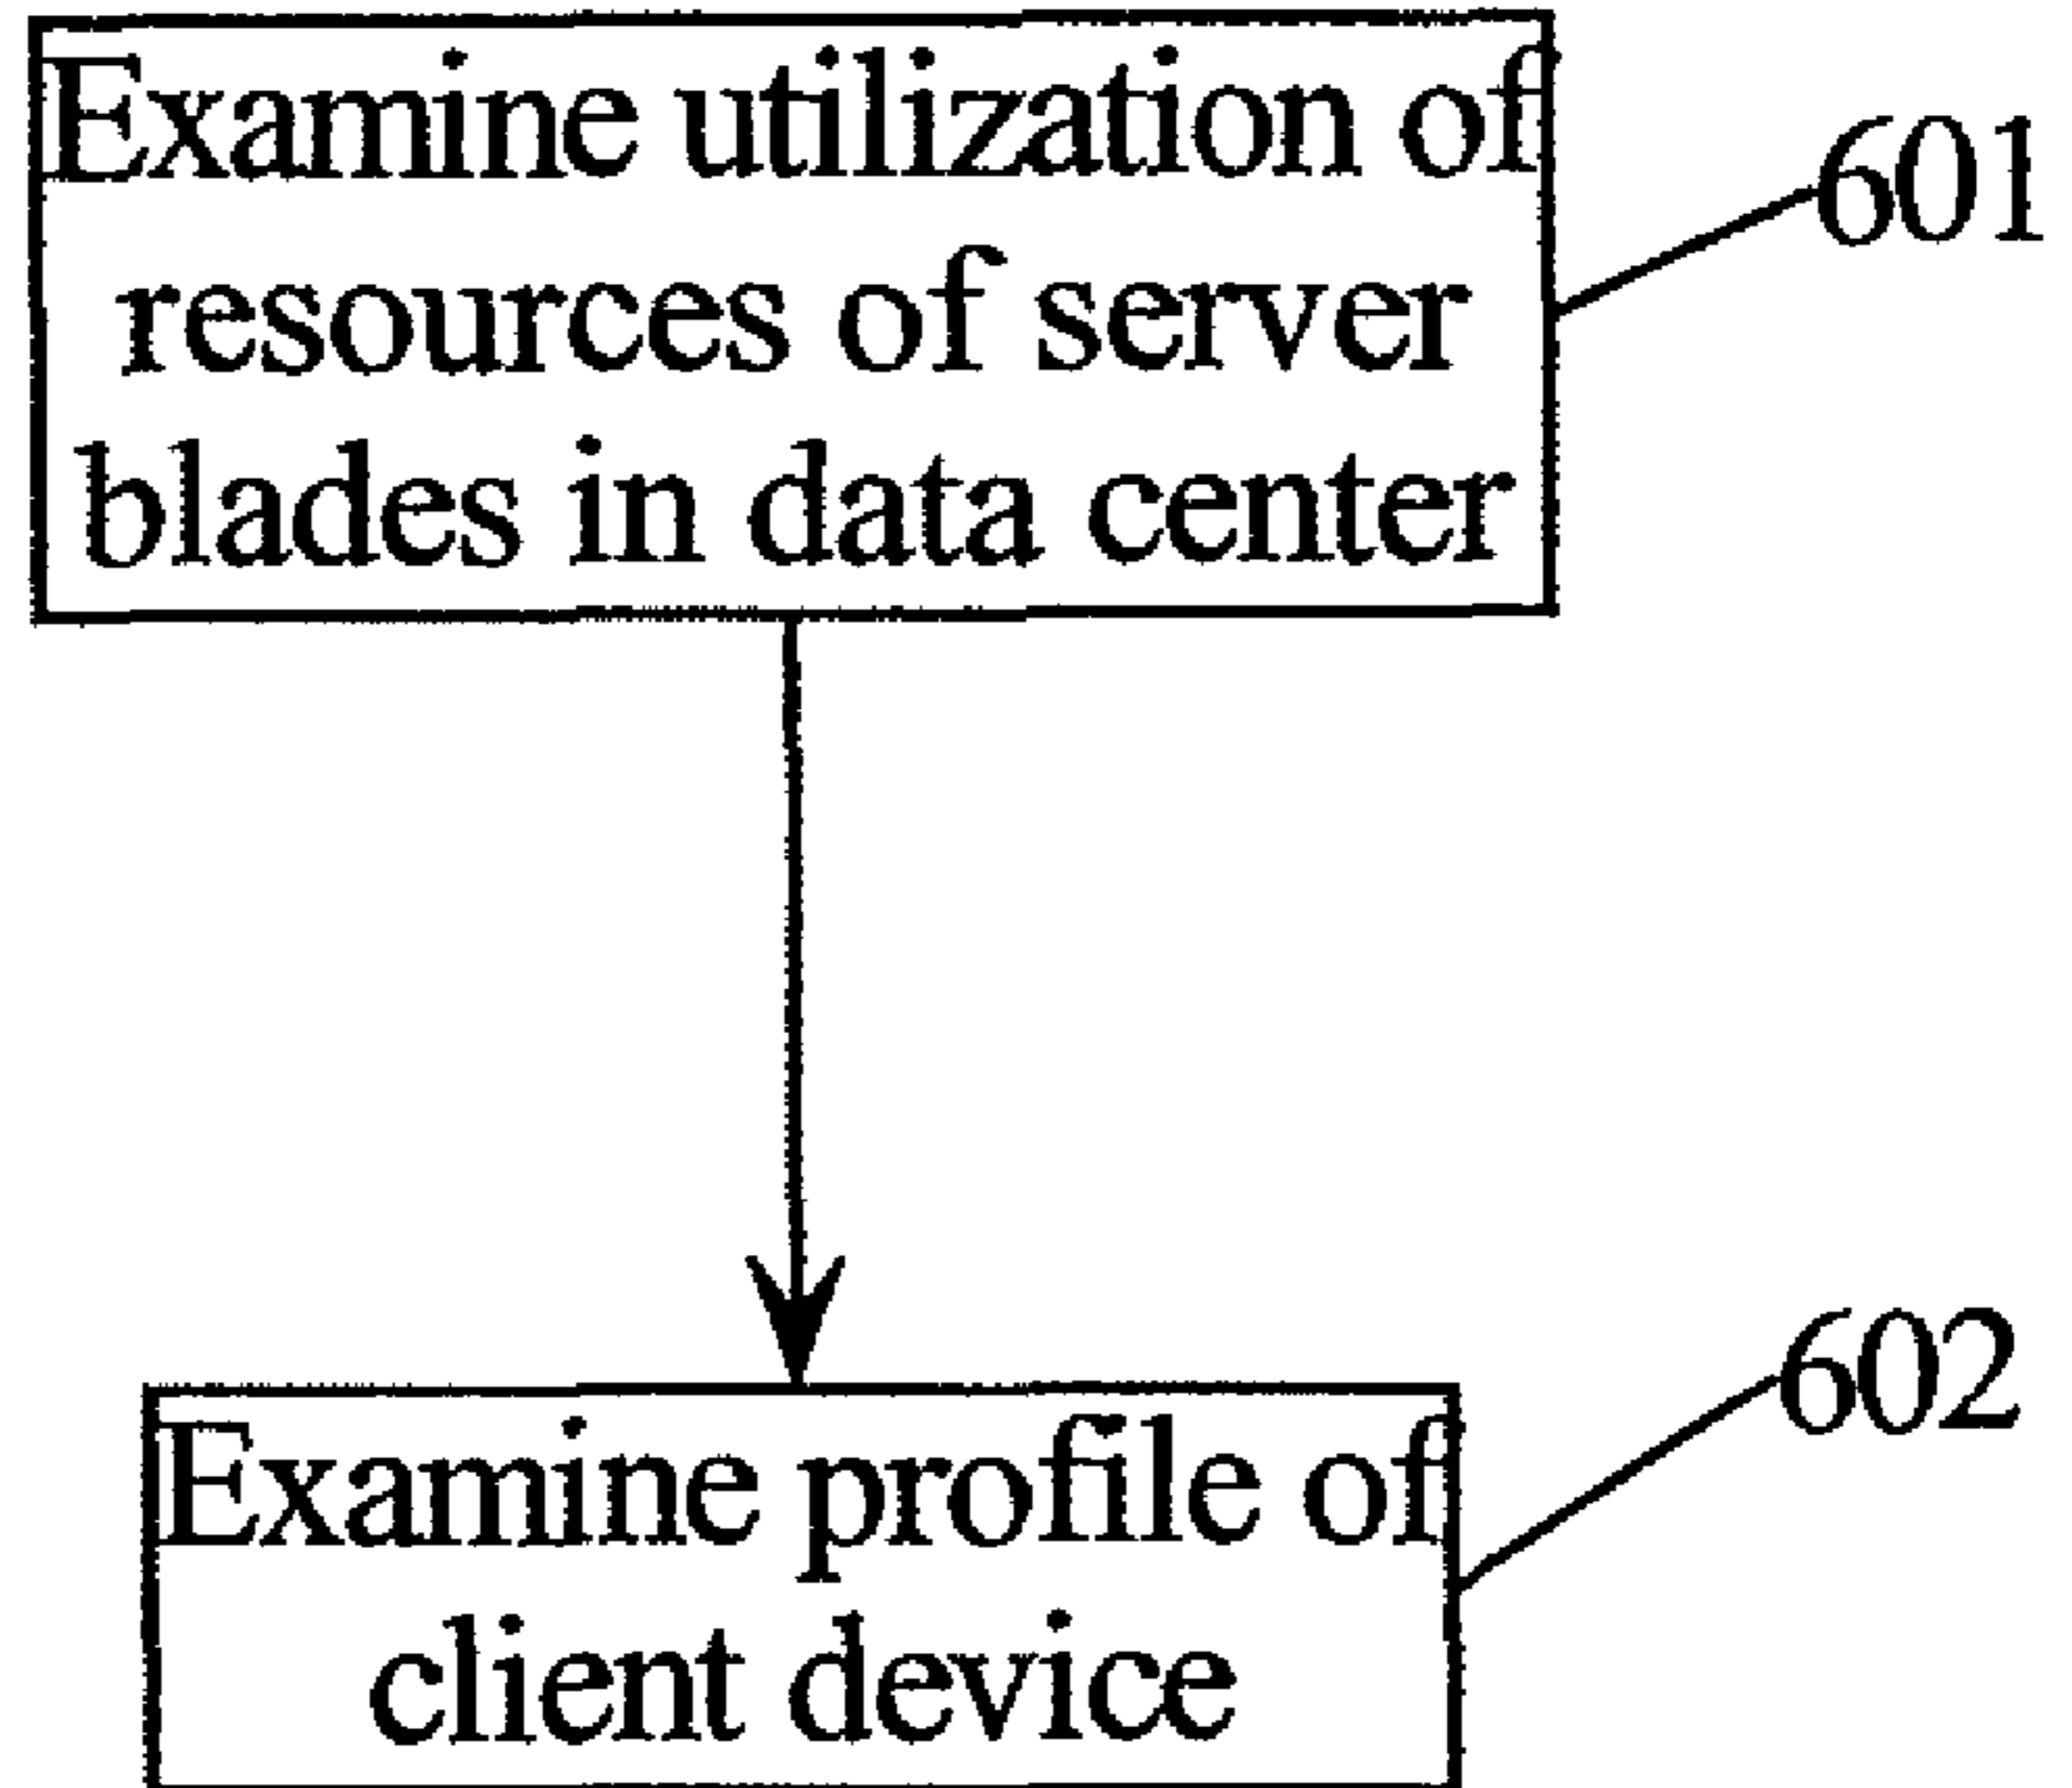 Examine utilization of
resources of server
blades in data center
601
Examine profile of
client device
602